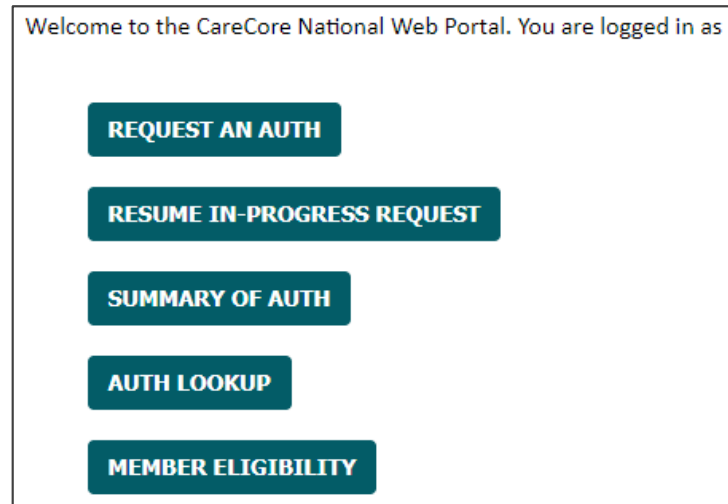 Welcome to the CareCore National Web Portal. You are logged in as
REQUEST AN AUTH
RESUME IN-PROGRESS REQUEST
SUMMARY OF AUTH
AUTH LOOKUP
MEMBER ELIGIBILITY